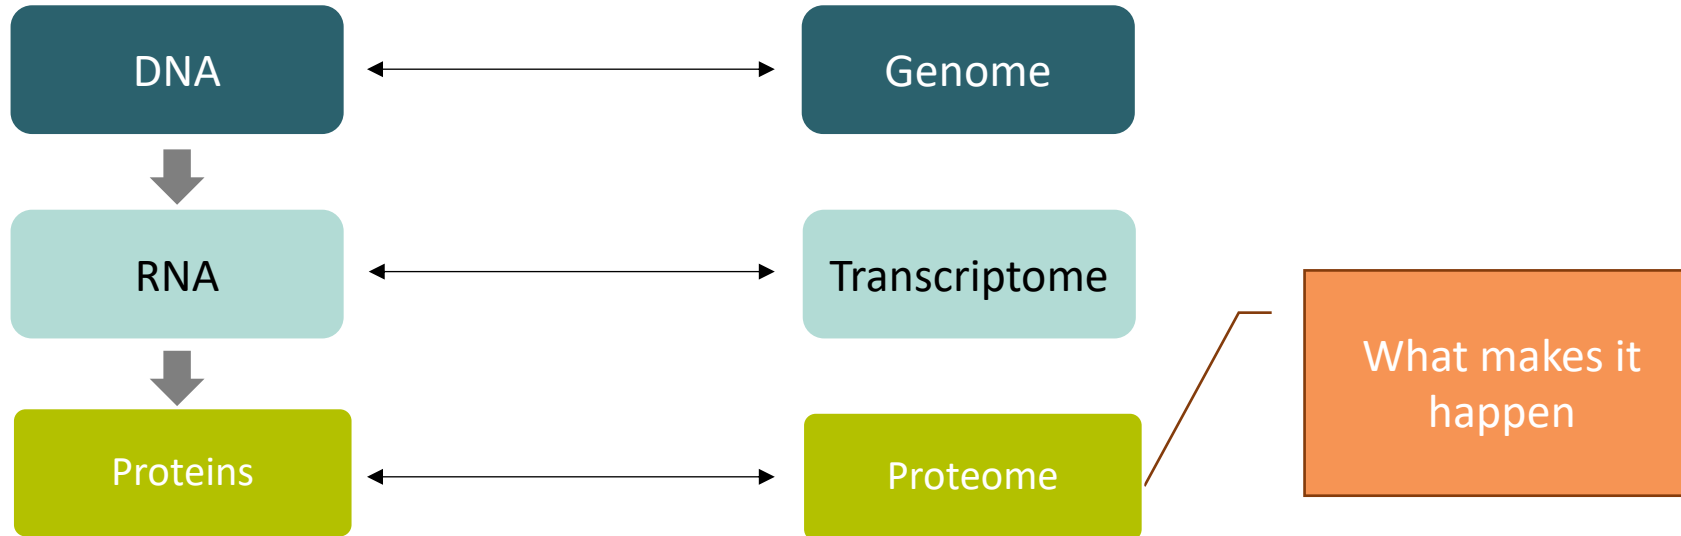 DNA
Genome
RNA
Transcriptome
What makes it
happen
Proteins
Proteome